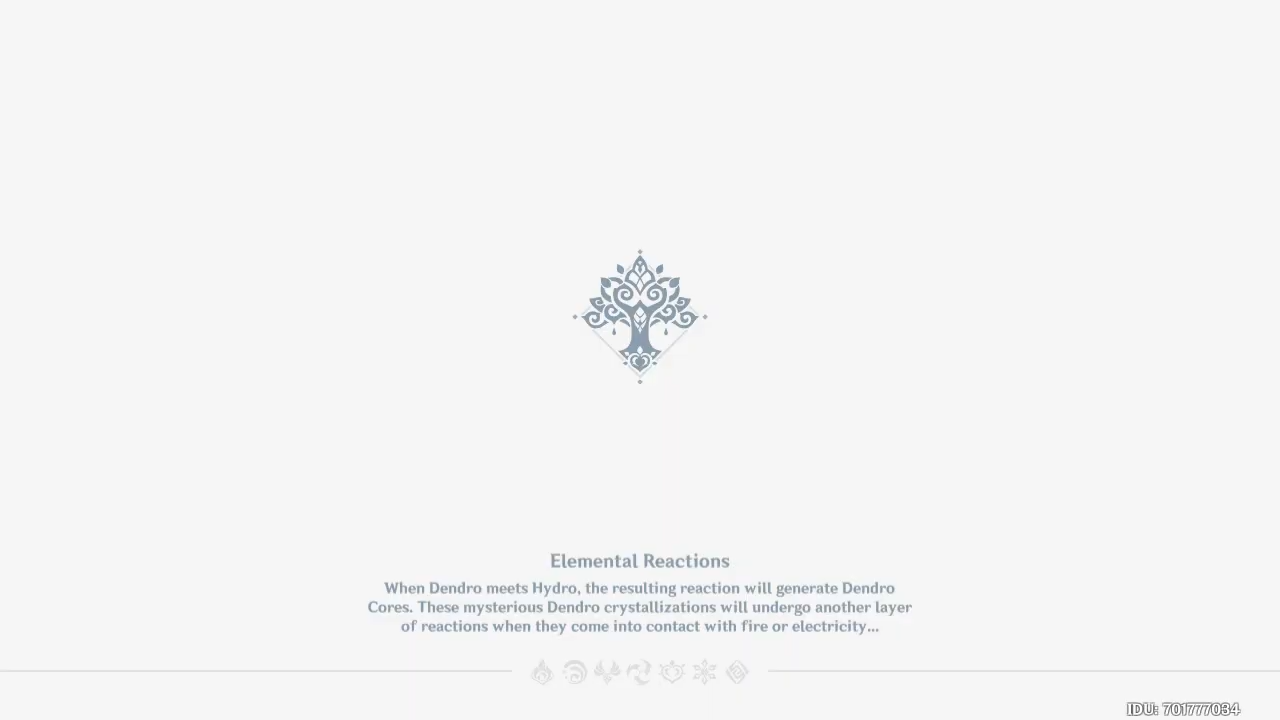 Elemental Reactions
When Dendro meets Hydro, the resulting reaction will generate Dendro
Cores. These mysterious Dendro crystallizations will undergo another layer
of reactions when they come into contact with fire or electricity...
IDU: 701777034